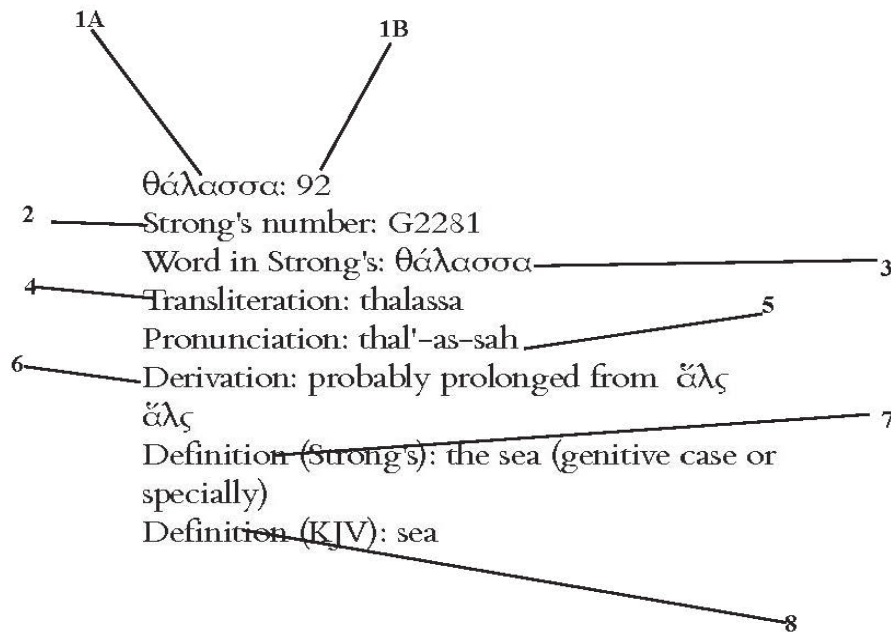 1A
1B
θάλασσα: 92
2
Strong's number: G2281
Word in Strong's: θάλασσα
3
4
Transliteration: thalassa
5
Pronunciation: thal'-as-sah
6
Derivation: probably prolonged from ἅλς
ἅλς
7
Definition (Strong's): the sea (genitive case or
specially)
Definition (KJV): sea
8